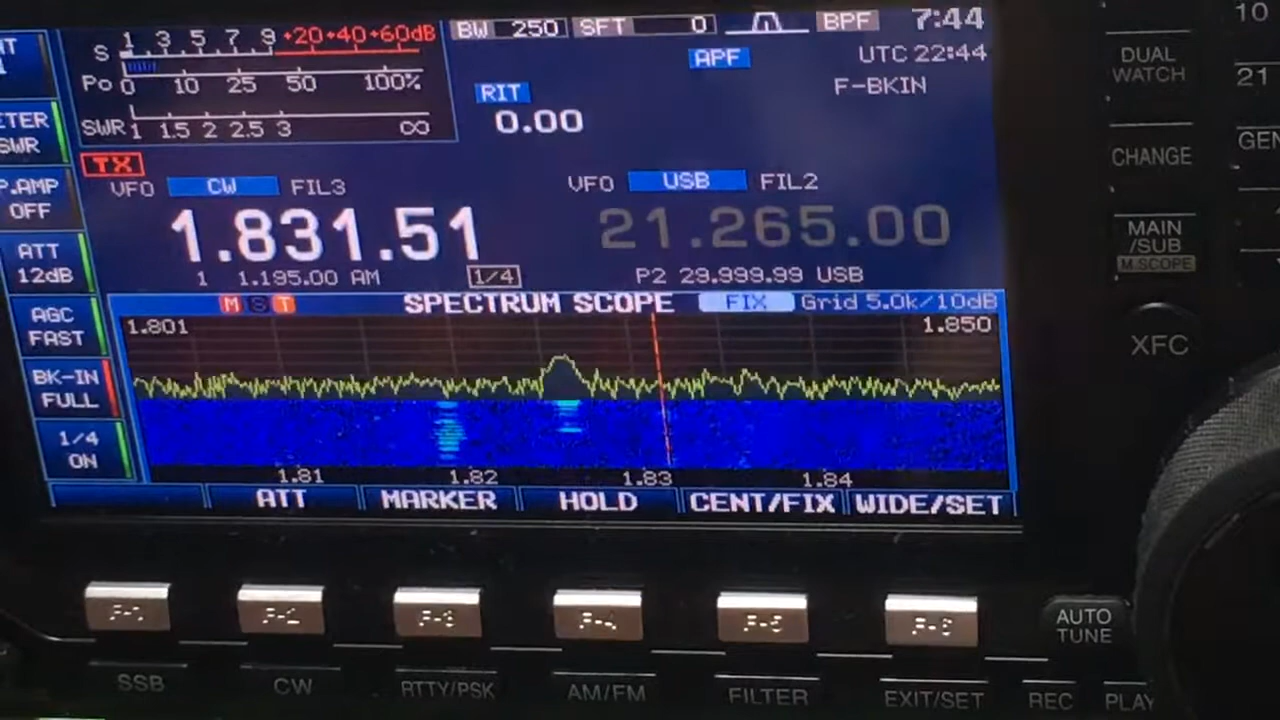 1 3 5 7 9 +20+40+60dB
S
Po 0 10 25 50 100%
SWR 1 1.5 2 2.5 3 ∞
BW 250 SFT 0 BPF 7:44
APF UTC 22:44
F-BKIN
RIT
0.00
TX
VFO CW FIL3 VFO USB FIL2
1.831.51 21.265.00
1 1.195.00 AM 1/4 P2 29.999.99 USB
SWR
P.AMP
OFF
ATT
12dB
AGC
FAST
BK-IN
FULL
1/4
ON
M S T SPECTRUM SCOPE FIX Grid 5.0k/10dB
1.801 1.850
1.81 1.82 1.83 1.84
ATT MARKER HOLD CENT/FIX WIDE/SET
F-1 F-2 F-3 F-4 F-5 F-6
SSB CW RTTY/PSK AM/FM FILTER EXIT/SET REC PLAY
DUAL
WATCH
CHANGE
MAIN
/SUB
M.SCOPE
XFC
AUTO
TUNE
10
21
GEN